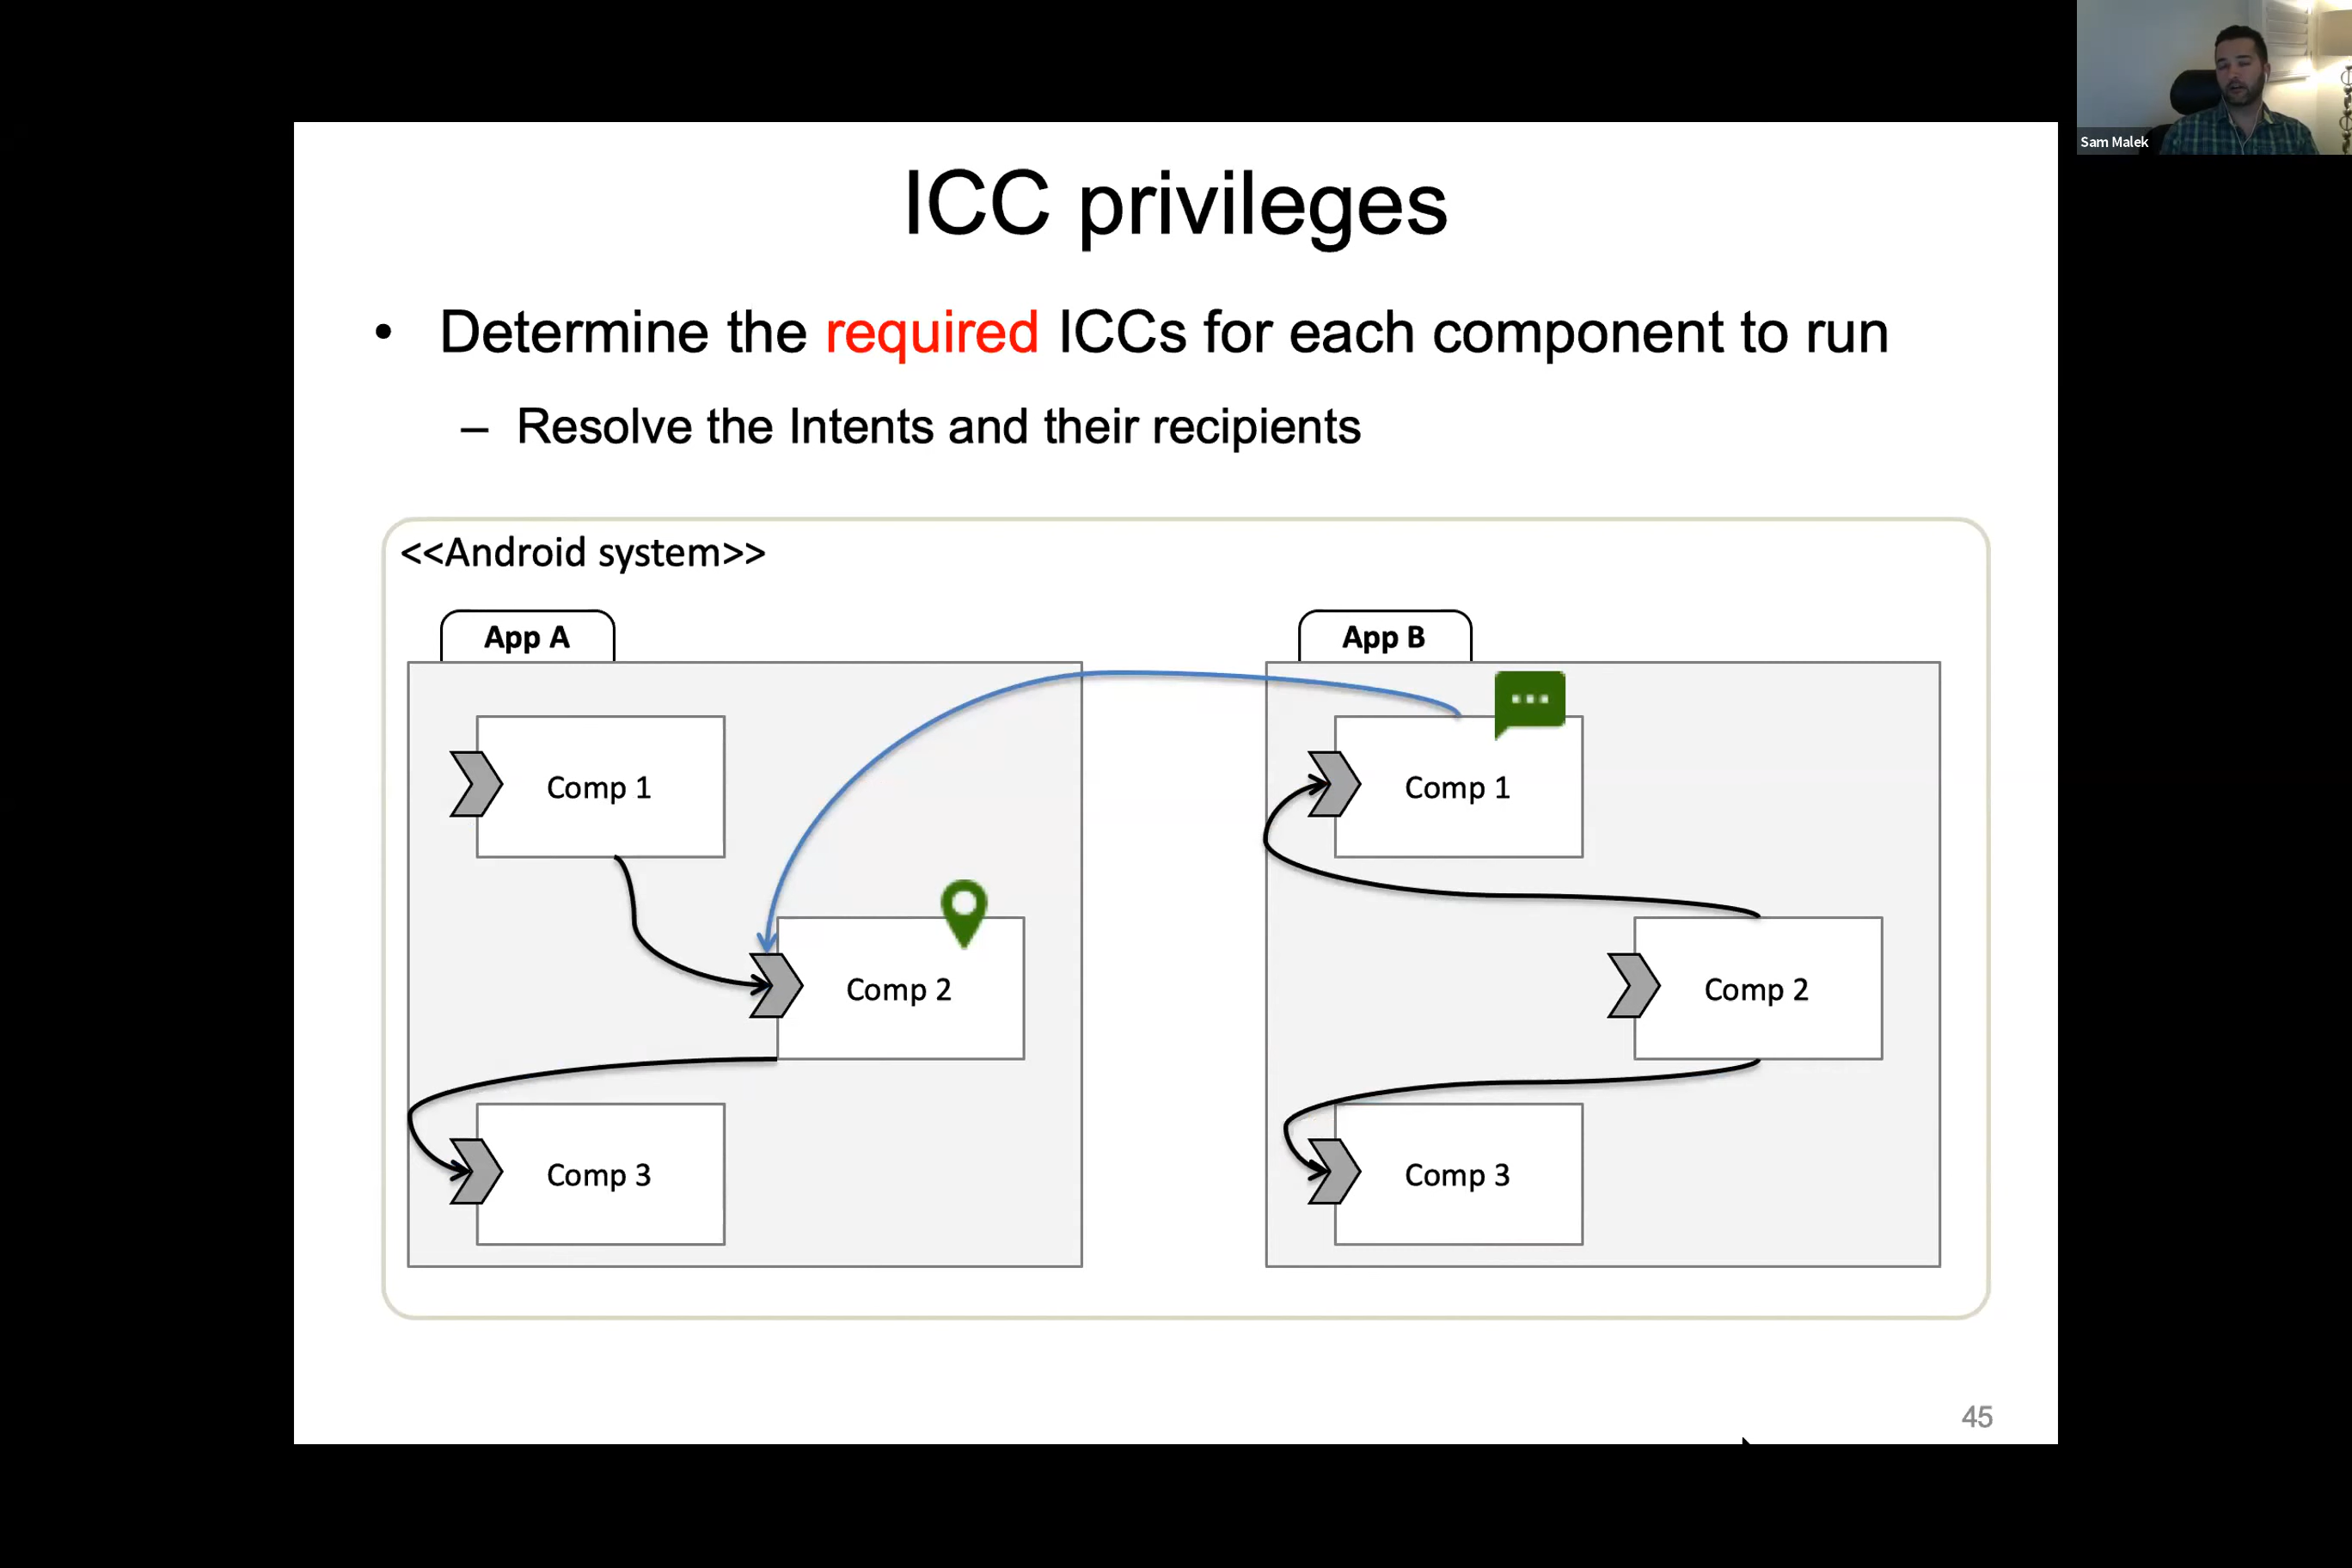 Sam Malek
ICC privileges
• Determine the required ICCs for each component to run
– Resolve the Intents and their recipients
<<Android system>>
App A
App B
Comp 1
Comp 1
Comp 2
Comp 2
Comp 3
Comp 3
45